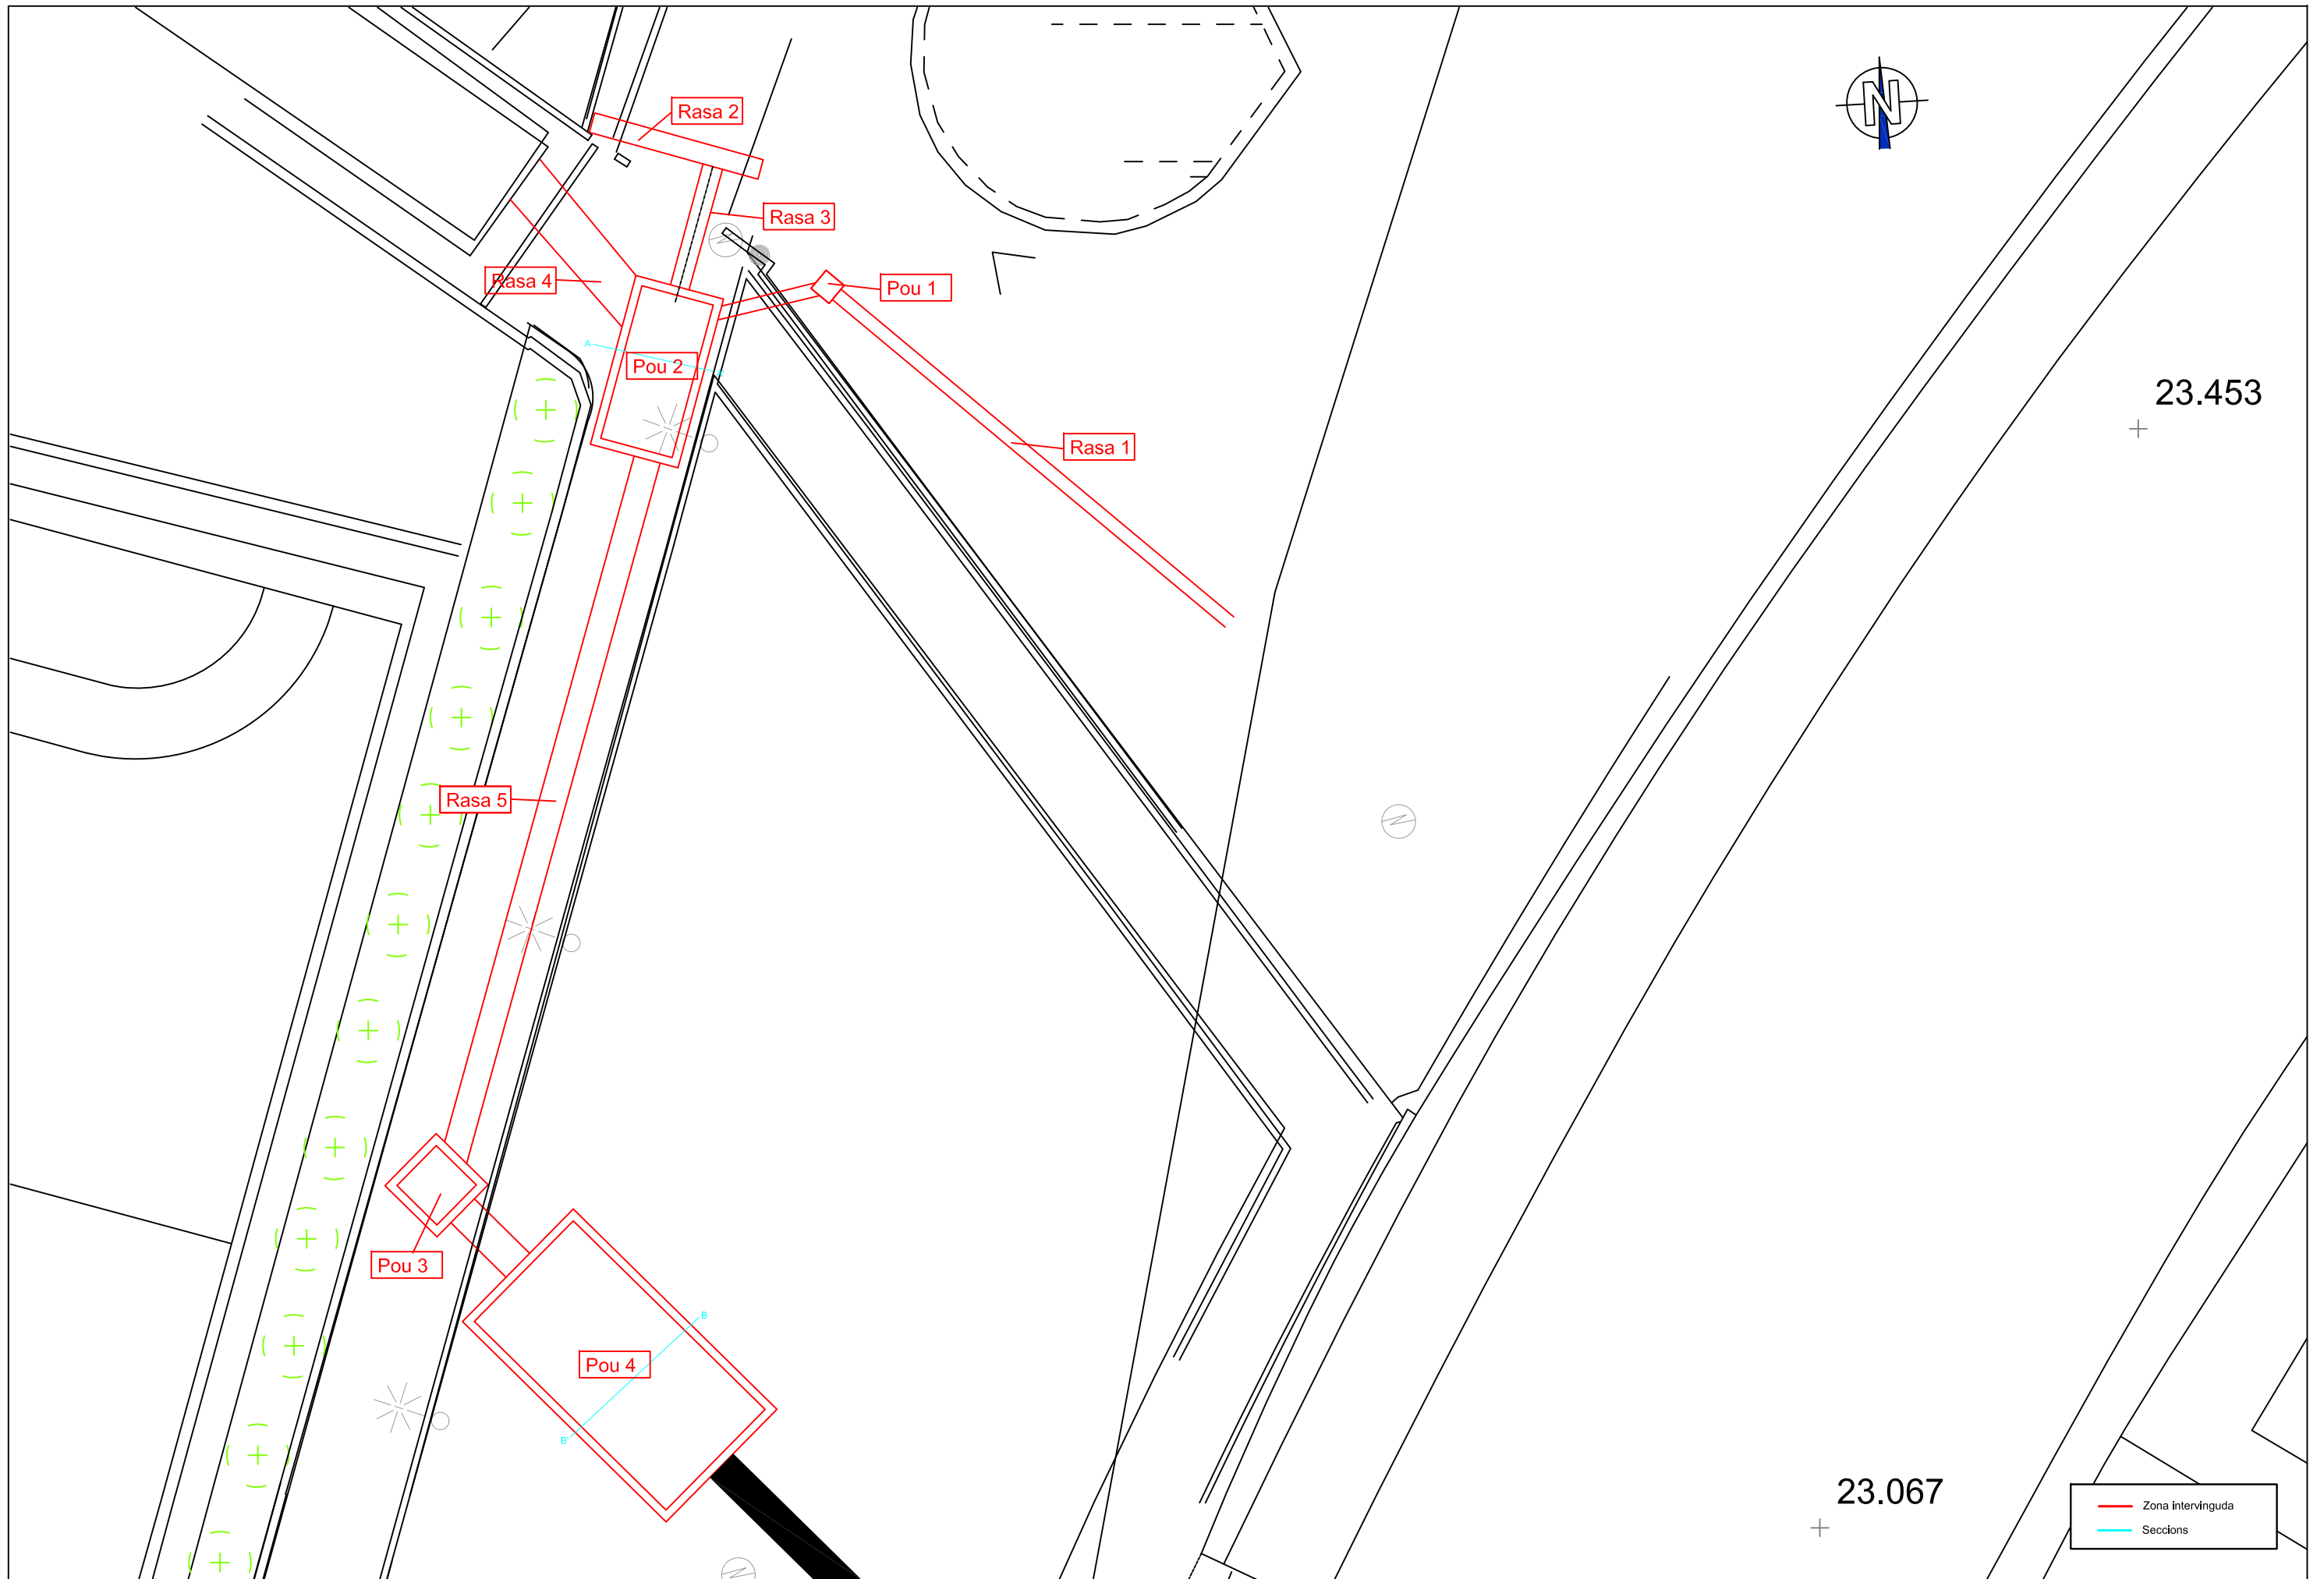 Rasa 2
N
Rasa 3
Rasa 4
Pou 1
A
Pou 2
23.453
Rasa 1
Rasa 5
Pou 3
B
Pou 4
B'
23.067
Zona intervinguda
Seccions